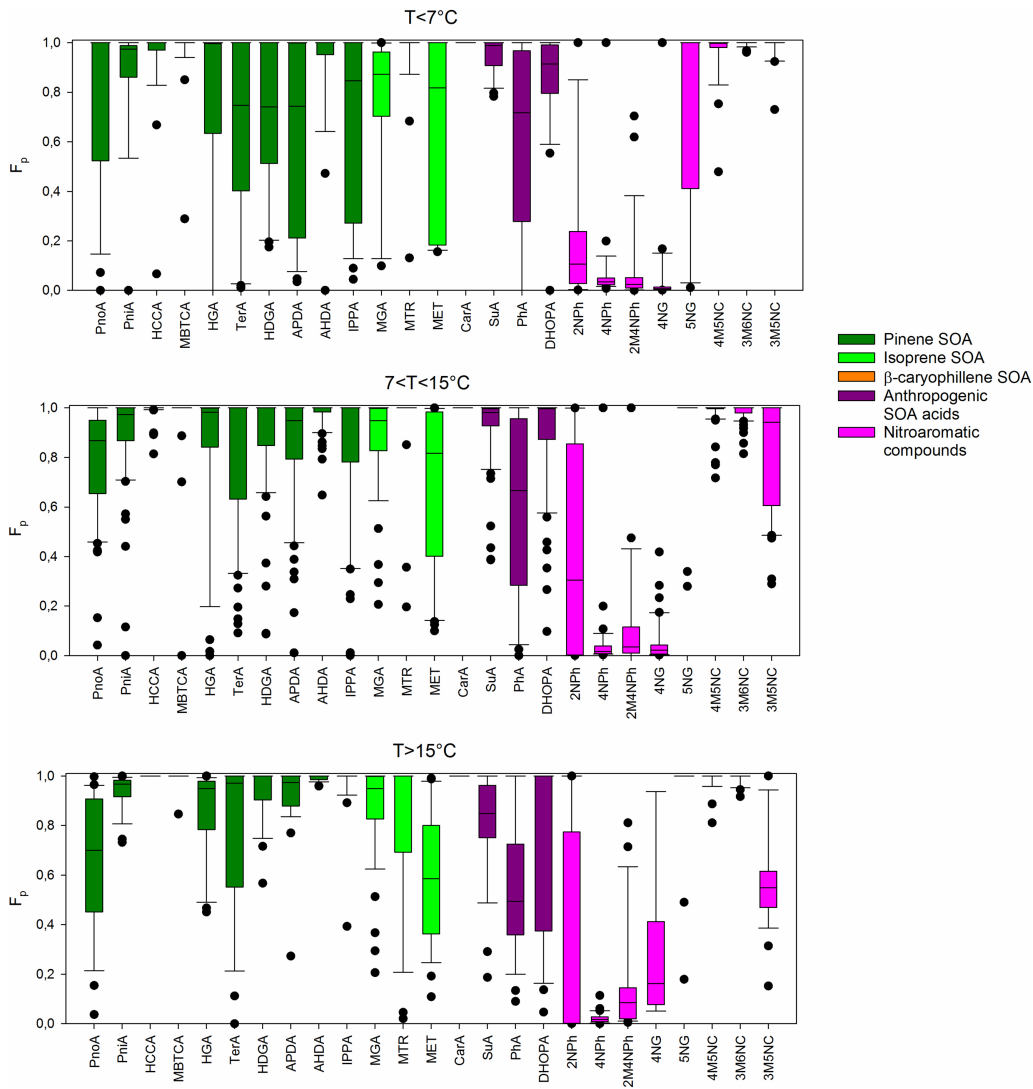 T<7°C
1,0
0,8
0,6
0,4
0,2
0,0
Fp
PnoA
PniA
HCCA
MBTCA
HGA
TerA
HDGA
APDA
AHDA
IPPA
MGA
MTR
MET
CarA
SuA
PhA
DHOPA
2NPh
4NPh
2M4NPh
4NG
5NG
4M5NC
3M6NC
3M5NC
Pinene SOA
Isoprene SOA
β-caryophillene SOA
Anthropogenic
SOA acids
Nitroaromatic
compounds
7<T<15°C
1,0
0,8
0,6
0,4
0,2
0,0
Fp
PnoA
PniA
HCCA
MBTCA
HGA
TerA
HDGA
APDA
AHDA
IPPA
MGA
MTR
MET
CarA
SuA
PhA
DHOPA
2NPh
4NPh
2M4NPh
4NG
5NG
4M5NC
3M6NC
3M5NC
T>15°C
1,0
0,8
0,6
0,4
0,2
0,0
Fp
PnoA
PniA
HCCA
MBTCA
HGA
TerA
HDGA
APDA
AHDA
IPPA
MGA
MTR
MET
CarA
SuA
PhA
DHOPA
2NPh
4NPh
2M4NPh
4NG
5NG
4M5NC
3M6NC
3M5NC